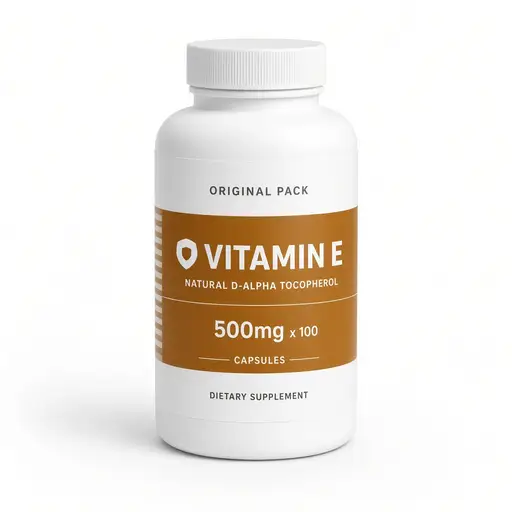 ORIGINAL PACK
VITAMIN E
NATURAL D-ALPHA TOCOPHEROL
500mg x 100
CAPSULES
DIETARY SUPPLEMENT